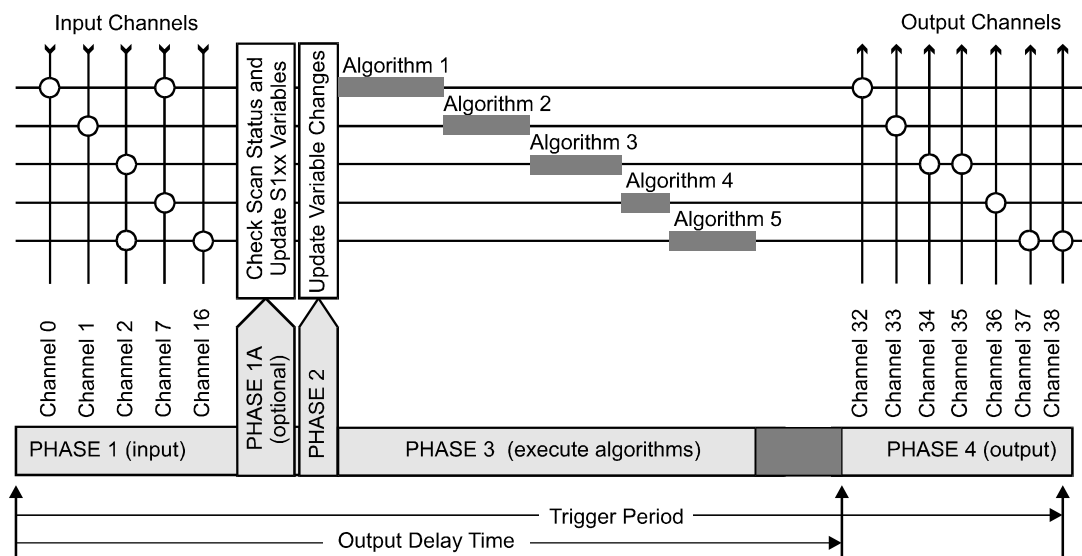 Input Channels
Output Channels
Check Scan Status and
Update S1xx Variables
Update Variable Changes
Algorithm 1
Algorithm 2
Algorithm 3
Algorithm 4
Algorithm 5
Channel 0
Channel 1
Channel 2
Channel 7
Channel 16
PHASE 1A
(optional)
PHASE 2
Channel 32
Channel 33
Channel 34
Channel 35
Channel 36
Channel 37
Channel 38
PHASE 1 (input)
PHASE 3 (execute algorithms)
PHASE 4 (output)
Trigger Period
Output Delay Time